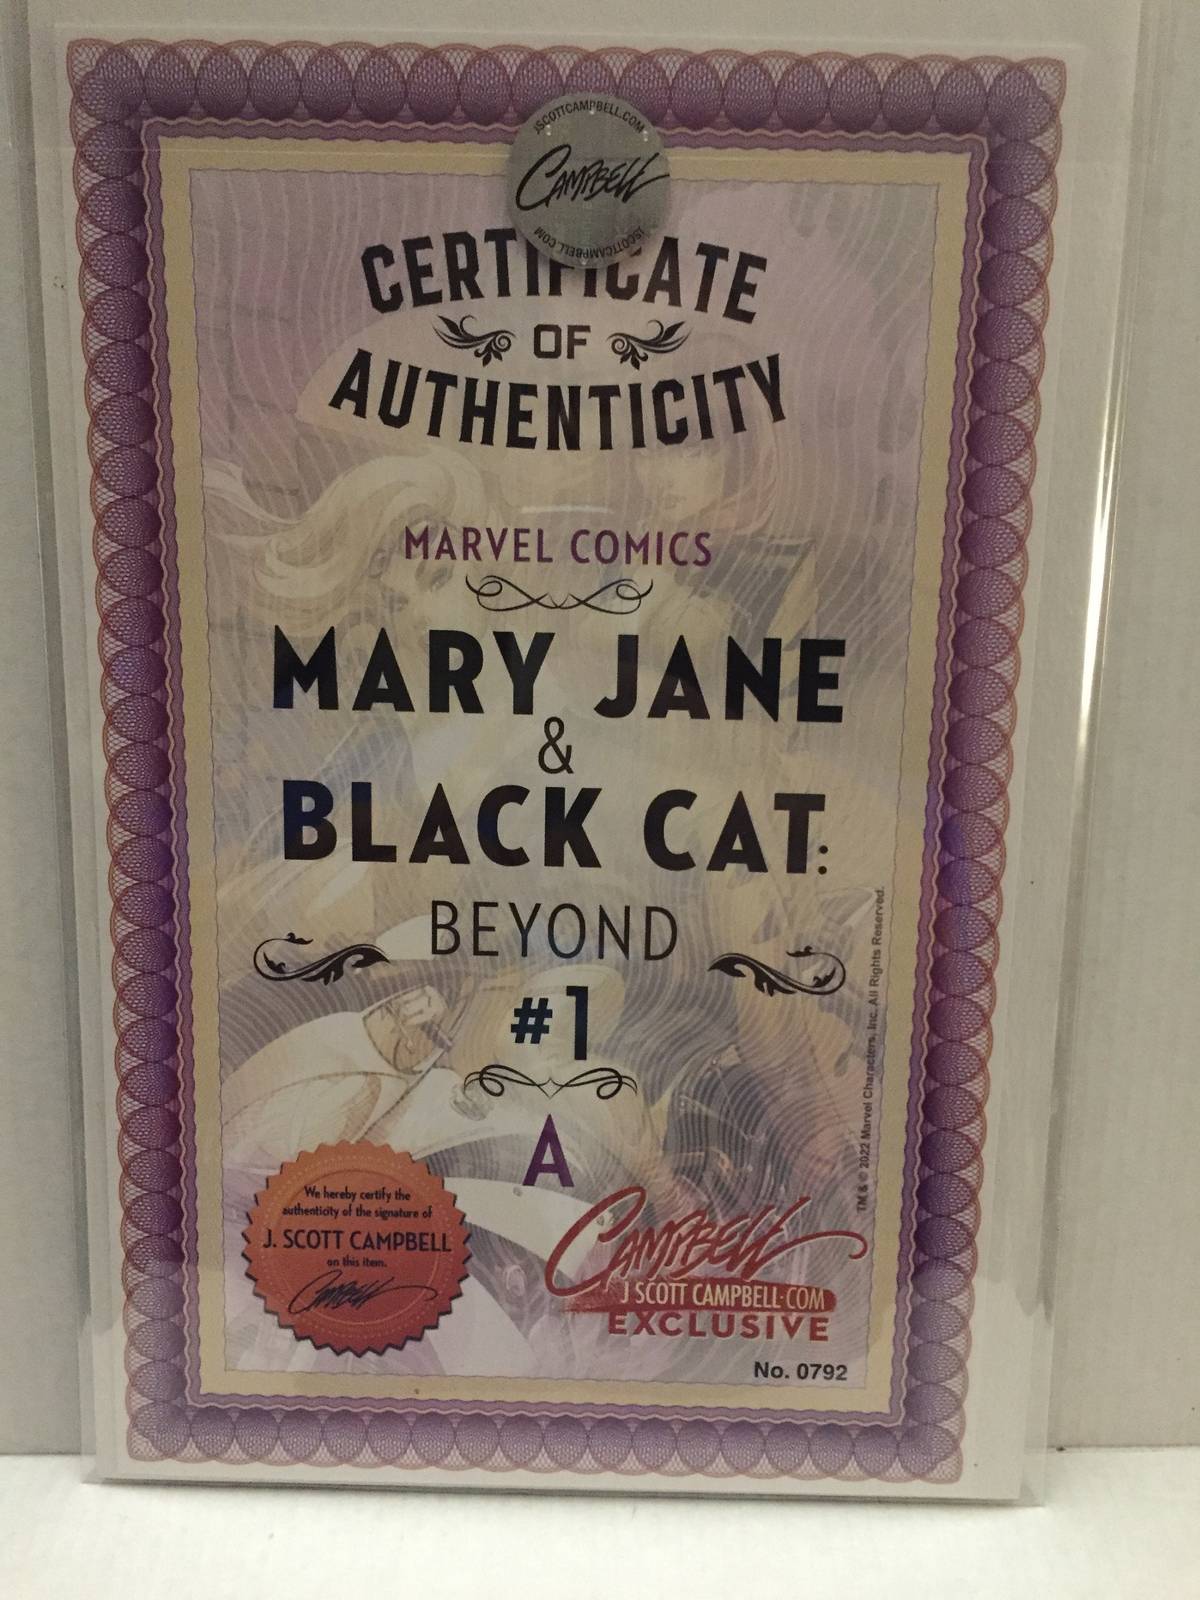 JSCOTTCAMPBELL.COM
CAMPBELL
JSCOTTCAMPBELL.COM
CERTIFICATE
OF
AUTHENTICITY
MARVEL COMICS
MARY JANE
&
BLACK CAT:
BEYOND
#1
A
We hereby certify the
authenticity of the signature of
J. SCOTT CAMPBELL
on this item.
Campbell
CAMPBELL
J SCOTT CAMPBELL·COM
EXCLUSIVE
No. 0792
TM & © 2022 Marvel Characters, Inc. All Rights Reserved.